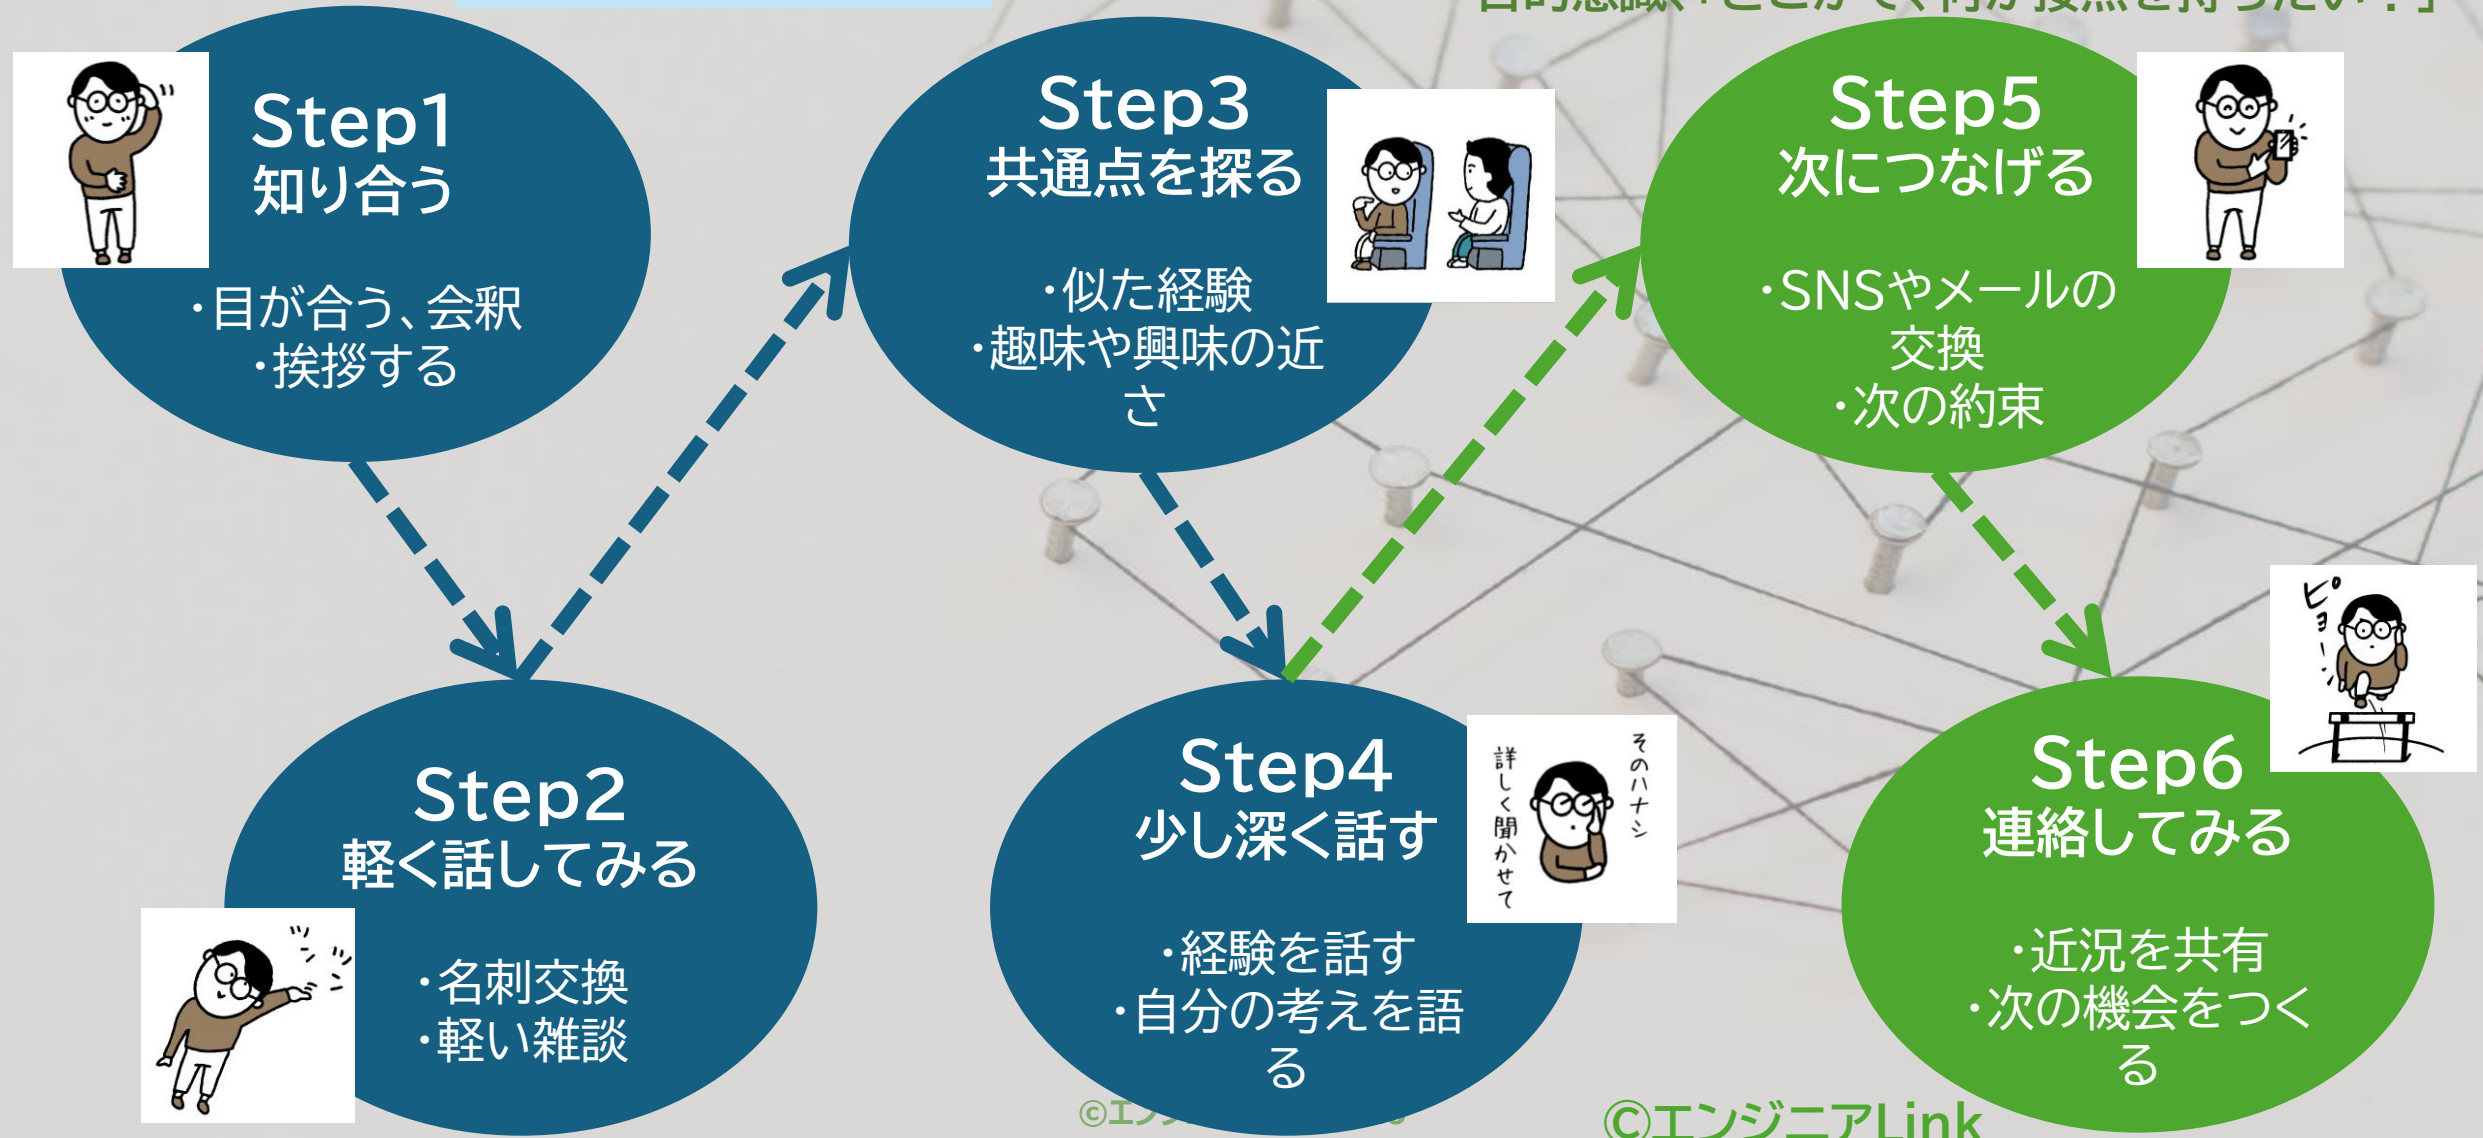 Step1
知り合う
・目が合う、会釈
・挨拶する
Step2
軽く話してみる
・名刺交換
・軽い雑談
Step3
共通点を探る
・似た経験
・趣味や興味の近
さ
Step4
少し深く話す
・経験を話す
・自分の考えを語
る
そのハナシ
詳しく聞かせて
Step5
次につなげる
・SNSやメールの
交換
・次の約束
Step6
連絡してみる
・近況を共有
・次の機会をつく
る
ピョーン
©エンジニアLink